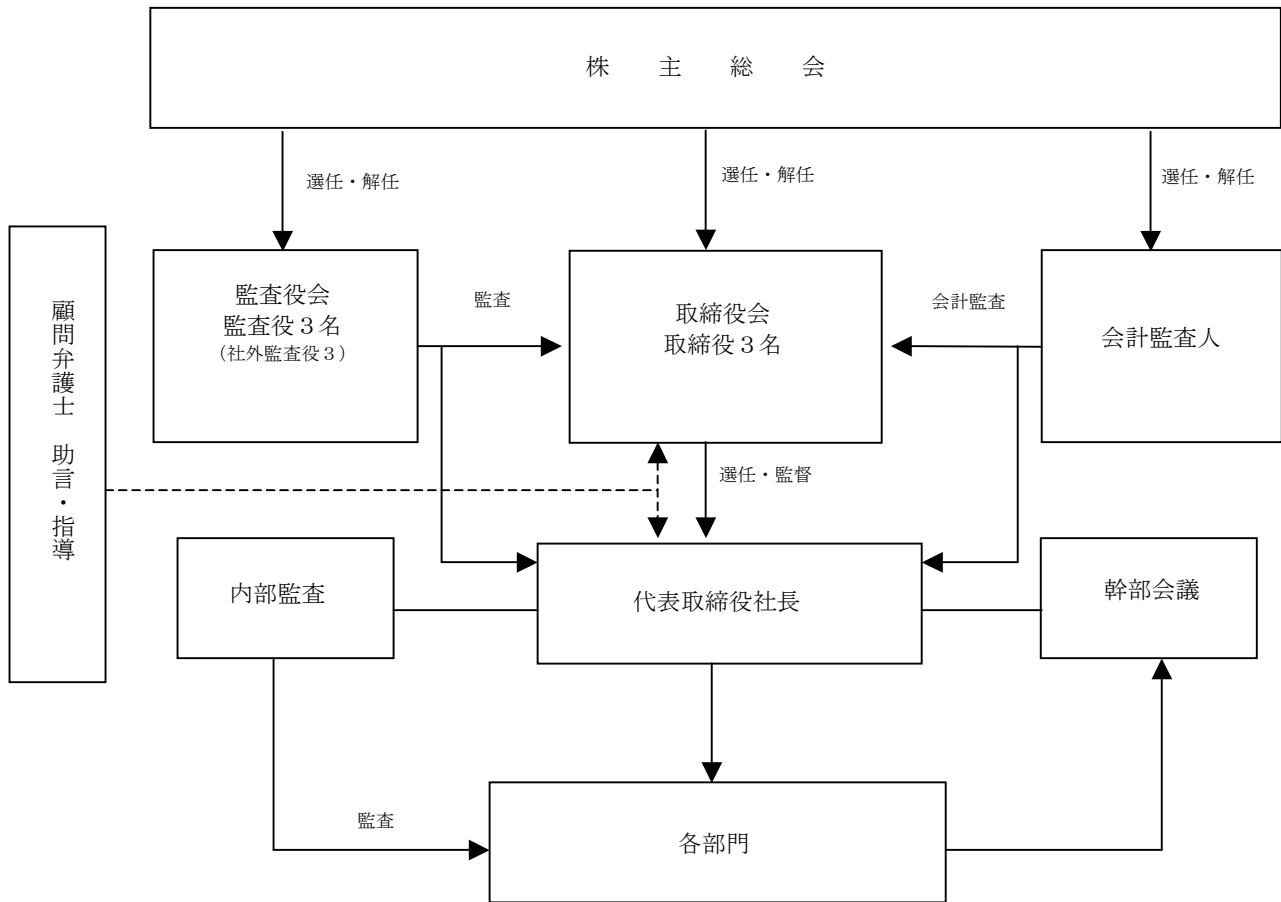 株　主　総　会
選任・解任
選任・解任
選任・解任
顧問弁護士　助言・指導
監査役会
監査役３名
（社外監査役３）
監査
取締役会
取締役３名
会計監査
会計監査人
選任・監督
内部監査
代表取締役社長
幹部会議
監査
各部門